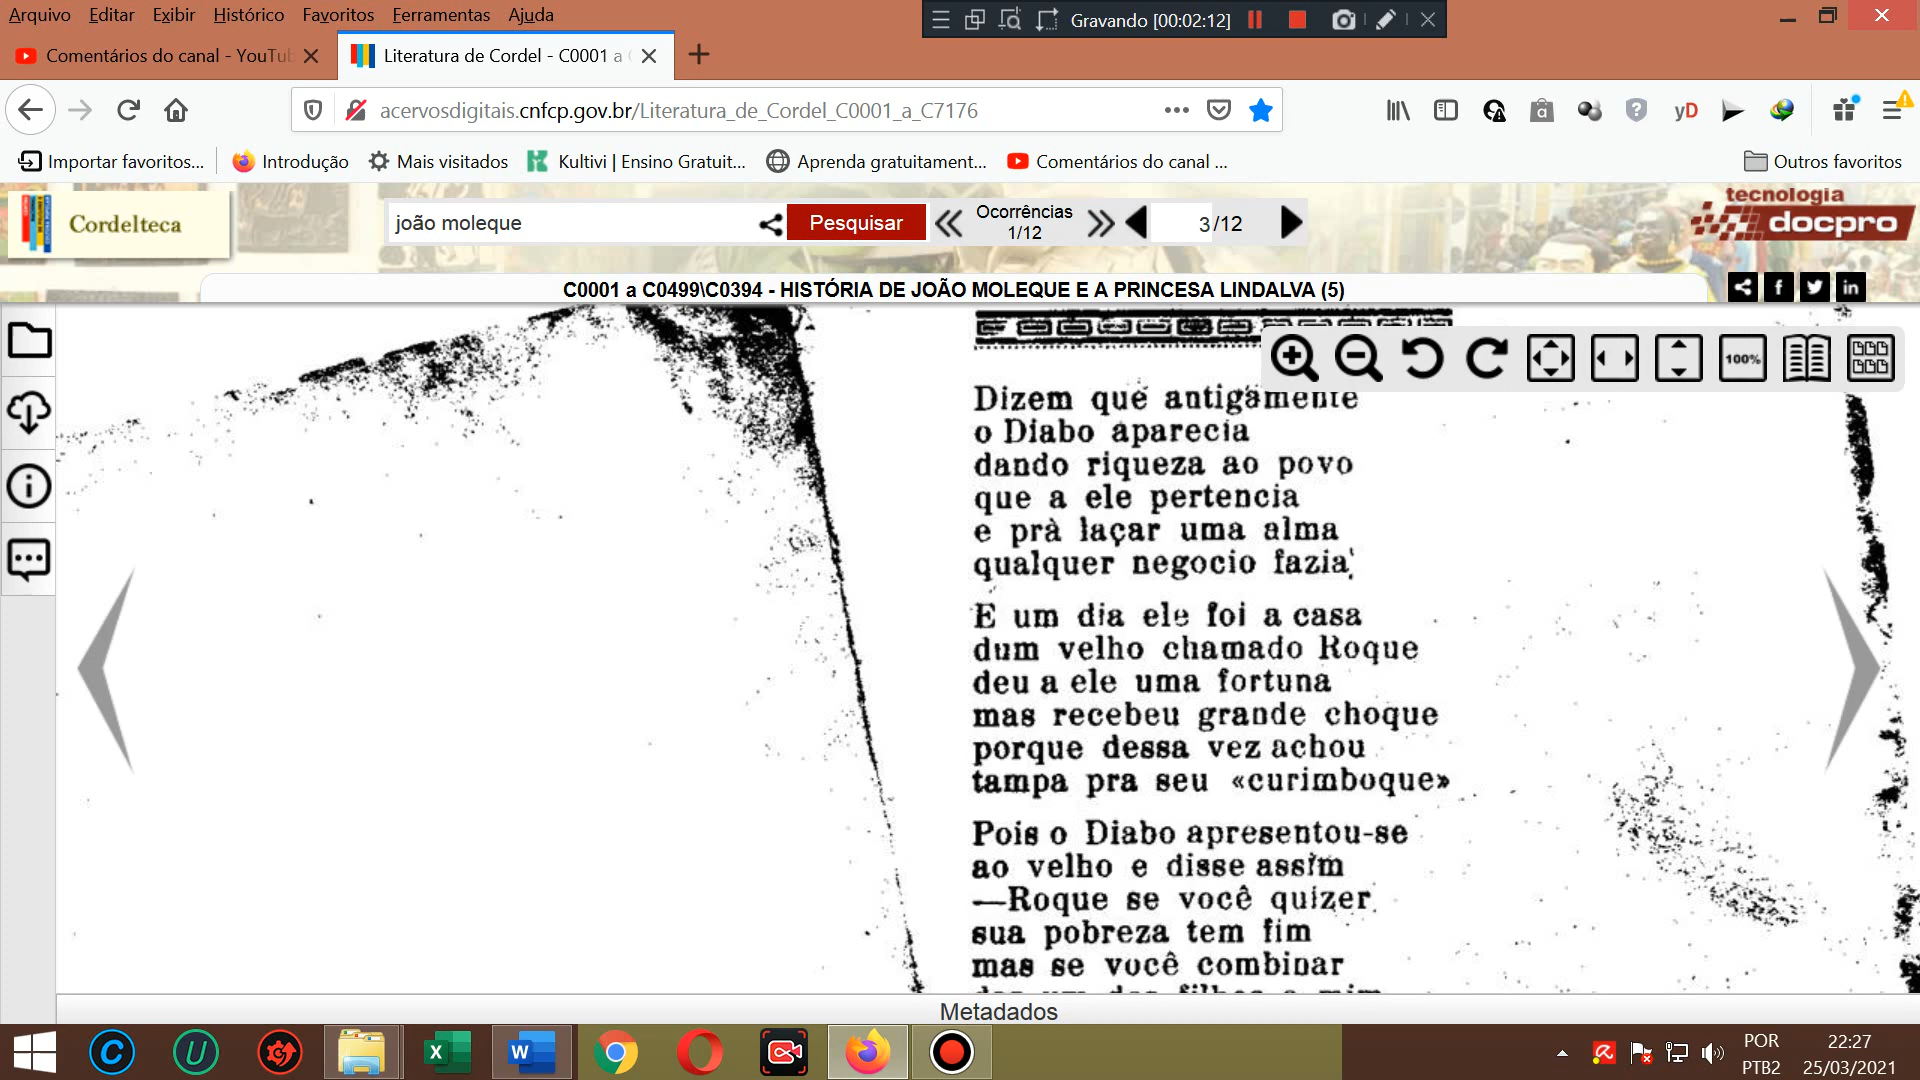 Arquivo Editar Exibir Histórico Favoritos Ferramentas Ajuda
Gravando [00:02:12]
Comentários do canal - YouTu
Literatura de Cordel - C0001 a
acervosdigitais.cnfcp.gov.br/Literatura_de_Cordel_C0001_a_C7176
yD
Importar favoritos...
Introdução
Mais visitados
Kultivi | Ensino Gratuit...
Aprenda gratuitament...
Comentários do canal ...
Outros favoritos
Cordelteca
joão moleque
Pesquisar
Ocorrências
1/12
3 /12
tecnologia
docpro
C0001 a C0499\C0394 - HISTÓRIA DE JOÃO MOLEQUE E A PRINCESA LINDALVA (5)
100%
Dizem que antigamente
o Diabo aparecia
dando riqueza ao povo
que a ele pertencia
e prà laçar uma alma
qualquer negocio fazia,
E um dia ele foi a casa
dum velho chamado Roque
deu a ele uma fortuna
mas recebeu grande choque
porque dessa vez achou
tampa pra seu «curimboque»
Pois o Diabo apresentou-se
ao velho e disse assim
—Roque se você quizer
sua pobreza tem fim
mas se você combinar
Metadados
POR
PTB2
22:27
25/03/2021